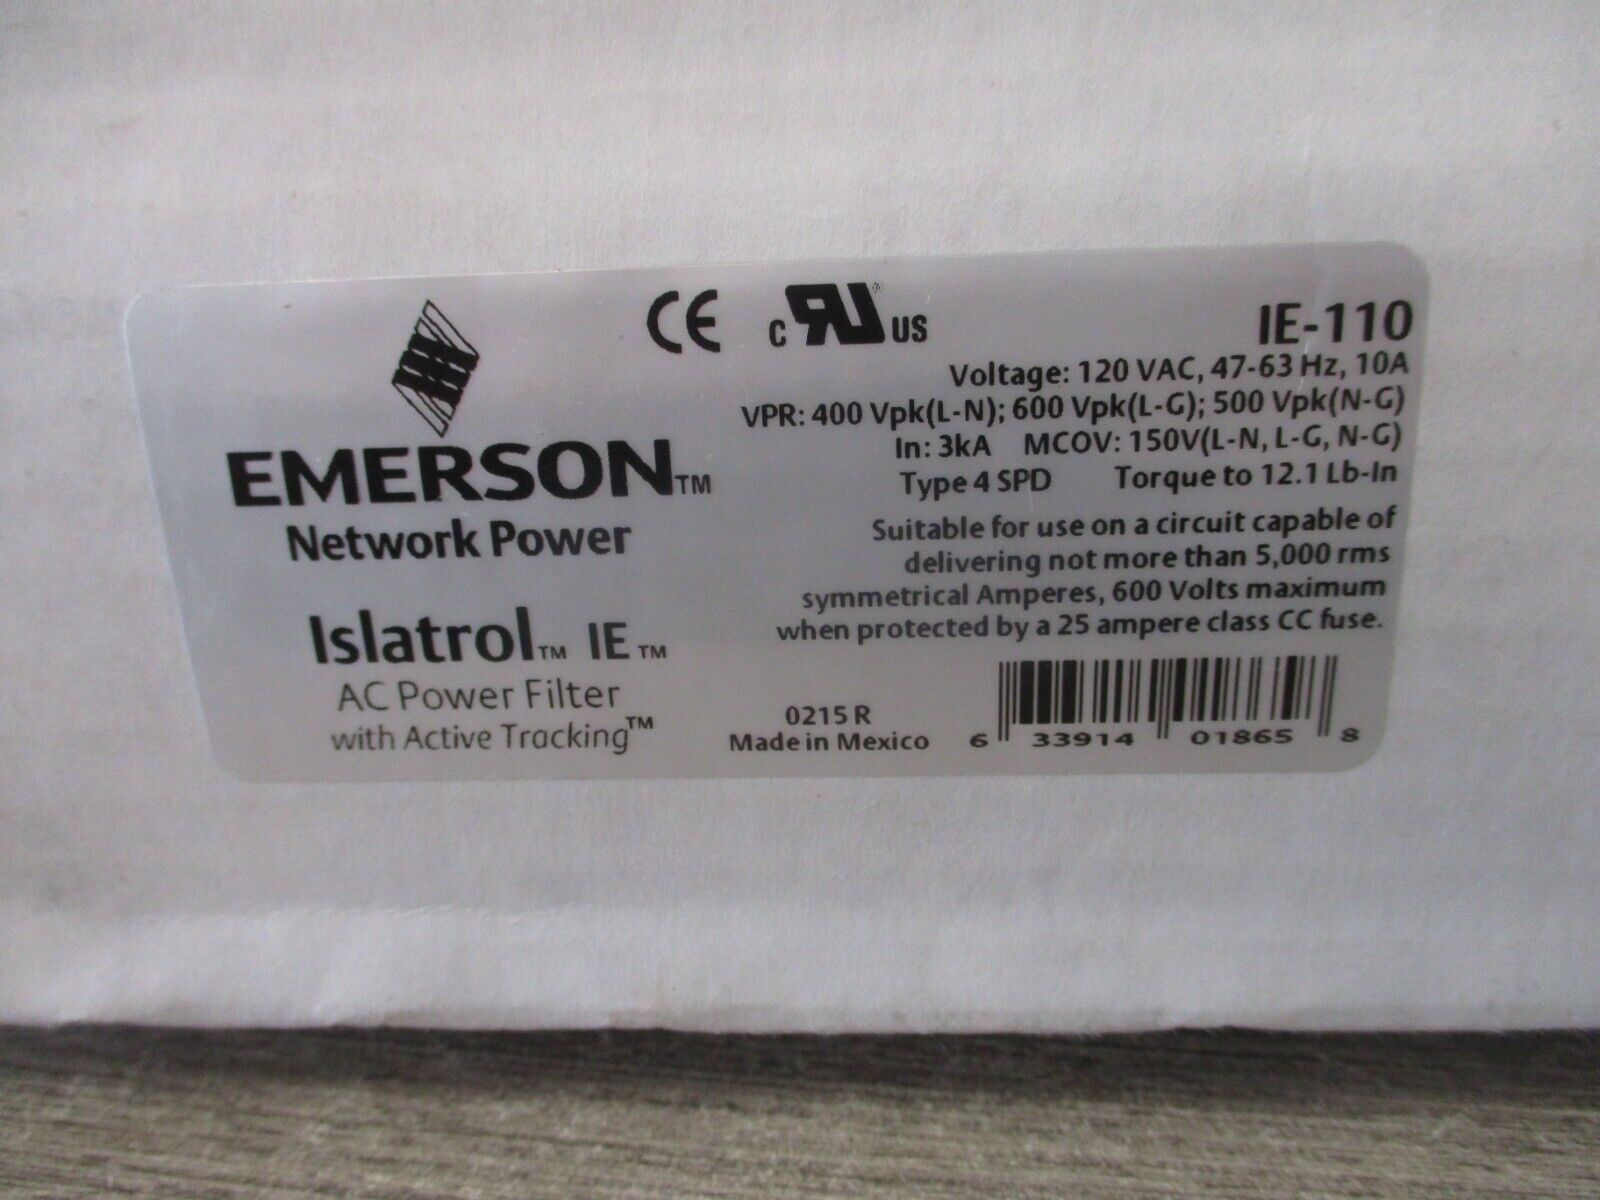 CE c RU ® US
IE-110
Voltage: 120 VAC, 47-63 Hz, 10A
VPR: 400 Vpk(L-N); 600 Vpk(L-G); 500 Vpk(N-G)
In: 3kA MCOV: 150V(L-N, L-G, N-G)
Type 4 SPD Torque to 12.1 Lb-In
Suitable for use on a circuit capable of
delivering not more than 5,000 rms
symmetrical Amperes, 600 Volts maximum
when protected by a 25 ampere class CC fuse.
EMERSON™
Network Power
Islatrol™ IE™
AC Power Filter
with Active Tracking™
0215 R
Made in Mexico
6 33914 01865 8